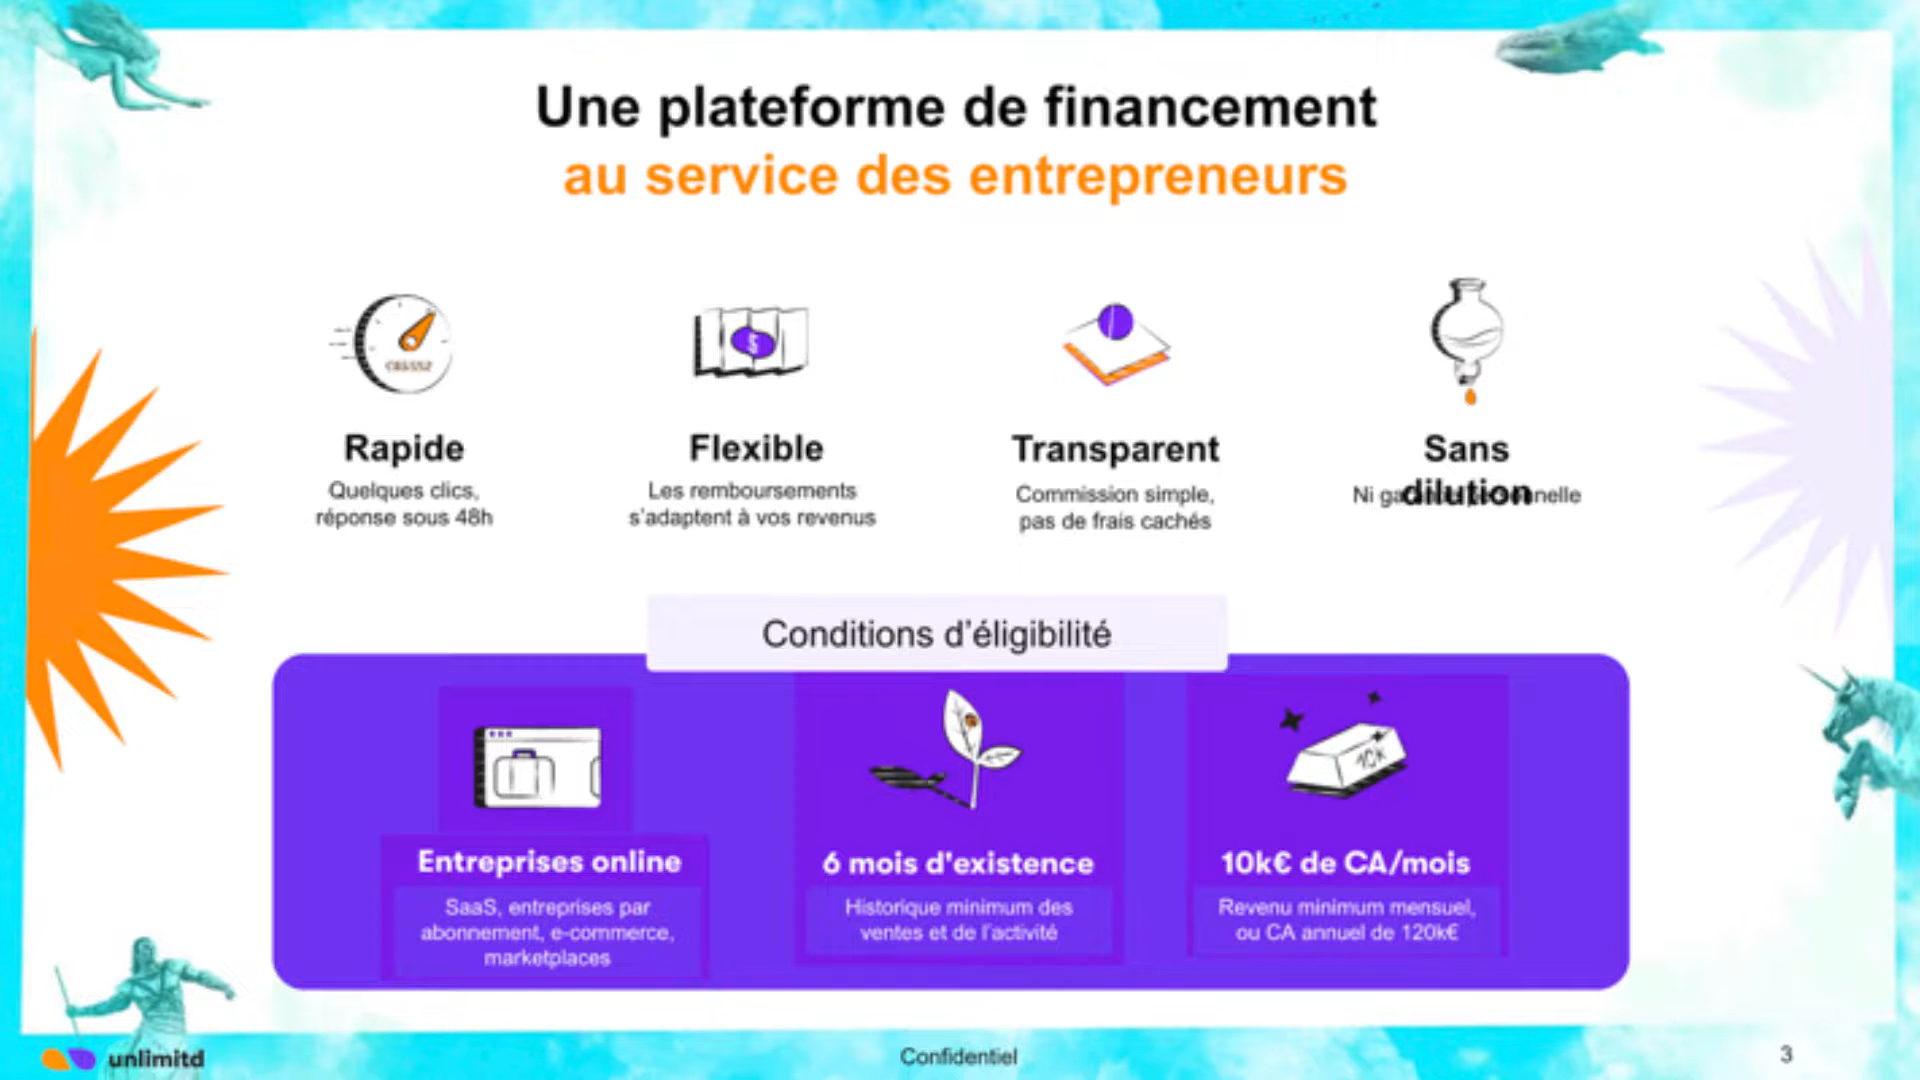 Une plateforme de financement
au service des entrepreneurs
Rapide
Quelques clics,
réponse sous 48h
Flexible
Les remboursements
s'adaptent à vos revenus
Transparent
Commission simple,
pas de frais cachés
Sans
dilution
Ni
Conditions d'éligibilité
10k
Entreprises online
SaaS, entreprises par
abonnement, e-commerce,
marketplaces
6 mois d'existence
Historique minimum des
ventes et de l'activité
10k€ de CA/mois
Revenu minimum mensuel,
ou CA annuel de 120k€
unlimitd
Confidentiel
3